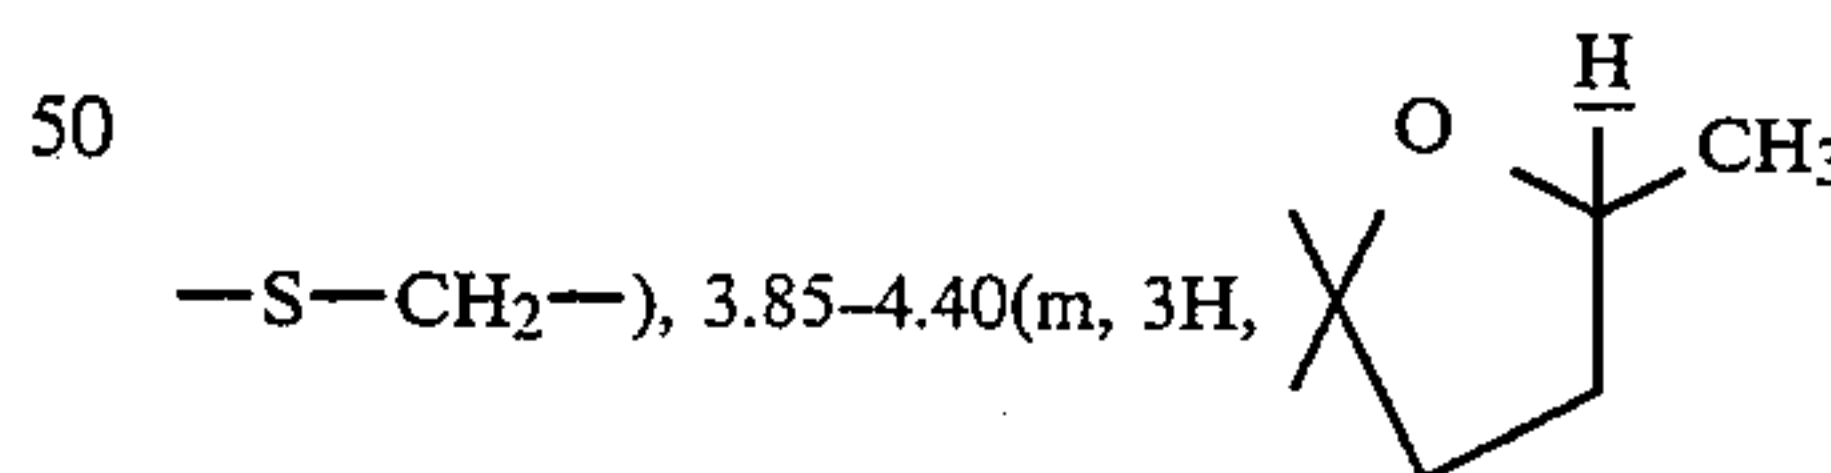 50
H
O CH3
—S—CH2—), 3.85–4.40(m, 3H,